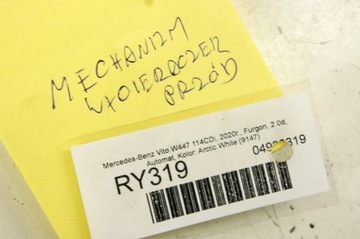 MECHANIZM
WYCIERACZEK
PRZÓD
Mercedes-Benz Vito W447 114CDi, 2020r., Furgon, 2.0d,
Automat, Kolor: Arctic White (9147)
RY319